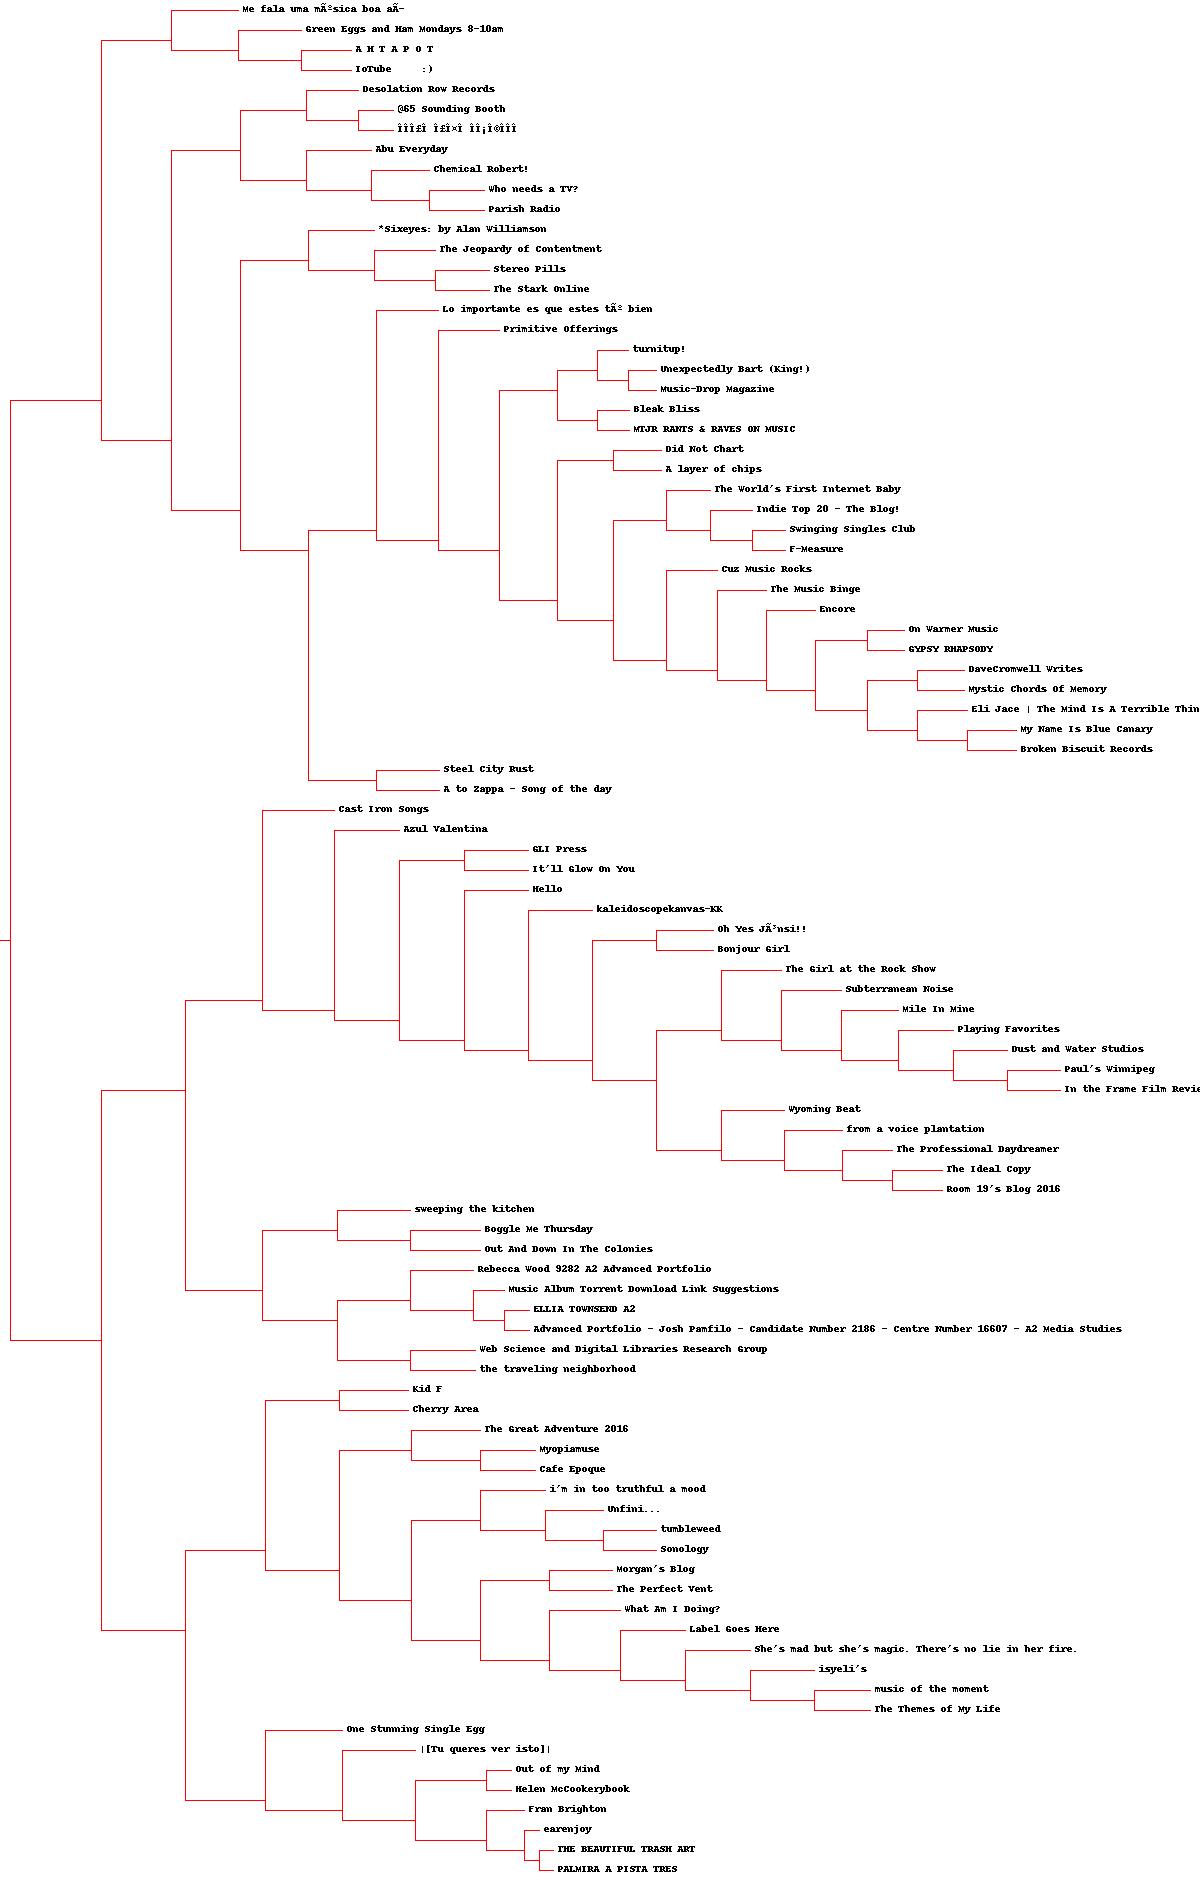 Me fala uma mÃºsica boa aÃ­
Green Eggs and Ham Mondays 8-10am
A H T A P O T
IoTube :)
Desolation Row Records
@65 Sounding Booth
Abu Everyday
Chemical Robert!
Who needs a TV?
Parish Radio
*Sixeyes: by Alan Williamson
The Jeopardy of Contentment
Stereo Pills
The Stark Online
Lo importante es que estes tÃº bien
Primitive Offerings
turnitup!
Unexpectedly Bart (King!)
Music-Drop Magazine
Bleak Bliss
MTJR RANTS & RAVES ON MUSIC
Did Not Chart
A layer of chips
The World's First Internet Baby
Indie Top 20 - The Blog!
Swinging Singles Club
F-Measure
Cuz Music Rocks
The Music Binge
Encore
On Warmer Music
GYPSY RHAPSODY
DaveCromwell Writes
Mystic Chords Of Memory
Eli Jace | The Mind Is A Terrible Thin
My Name Is Blue Canary
Broken Biscuit Records
Steel City Rust
A to Zappa - Song of the day
Cast Iron Songs
Azul Valentina
GLI Press
It'll Glow On You
Hello
kaleidoscopekanvas-KK
Oh Yes JÃ³nsi!!
Bonjour Girl
The Girl at the Rock Show
Subterranean Noise
Mile In Mine
Playing Favorites
Dust and Water Studios
Paul's Winnipeg
In the Frame Film Revie
Wyoming Beat
from a voice plantation
The Professional Daydreamer
The Ideal Copy
Room 19's Blog 2016
sweeping the kitchen
Boggle Me Thursday
Out And Down In The Colonies
Rebecca Wood 9282 A2 Advanced Portfolio
Music Album Torrent Download Link Suggestions
ELLIA TOWNSEND A2
Advanced Portfolio - Josh Pamfilo - Candidate Number 2186 - Centre Number 16607 - A2 Media Studies
Web Science and Digital Libraries Research Group
the traveling neighborhood
Kid F
Cherry Area
The Great Adventure 2016
Myopiamuse
Cafe Epoque
i'm in too truthful a mood
Unfini...
tumbleweed
Sonology
Morgan's Blog
The Perfect Vent
What Am I Doing?
Label Goes Here
She's mad but she's magic. There's no lie in her fire.
isyeli's
music of the moment
The Themes of My Life
One Stunning Single Egg
|[Tu queres ver isto]|
Out of my Mind
Helen McCookerybook
Fran Brighton
earenjoy
THE BEAUTIFUL TRASH ART
PALMIRA A PISTA TRES